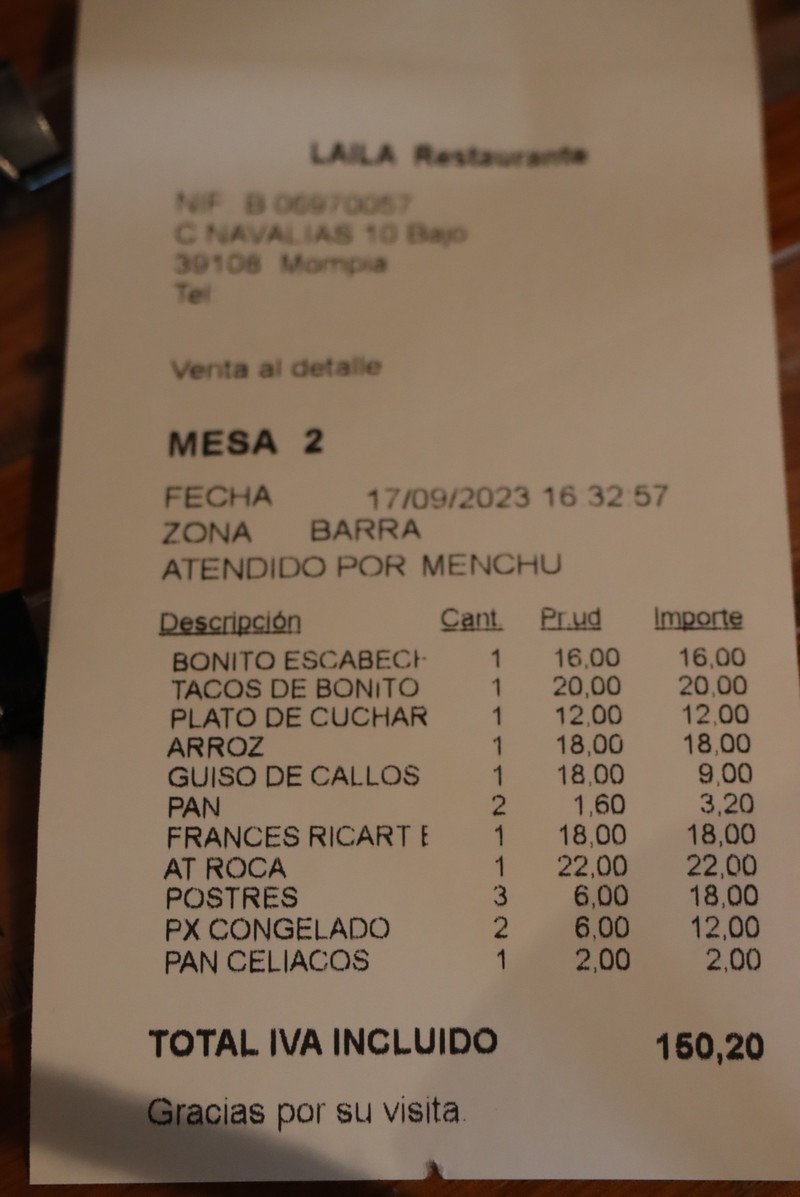 LAILA Restaurante
NIF B 06970057
C NAVALIAS 10 Bajo
39108 Mompia
Tel
Venta al detalle
MESA 2
FECHA 17/09/2023 16 32 57
ZONA BARRA
ATENDIDO POR MENCHU
Descripción Cant. Pr.ud Importe
BONITO ESCABECH 1 16,00 16,00
TACOS DE BONITO 1 20,00 20,00
PLATO DE CUCHAR 1 12,00 12,00
ARROZ 1 18,00 18,00
GUISO DE CALLOS 1 18,00 9,00
PAN 2 1,60 3,20
FRANCES RICART E 1 18,00 18,00
AT ROCA 1 22,00 22,00
POSTRES 3 6,00 18,00
PX CONGELADO 2 6,00 12,00
PAN CELIACOS 1 2,00 2,00
TOTAL IVA INCLUIDO 150,20
Gracias por su visita.